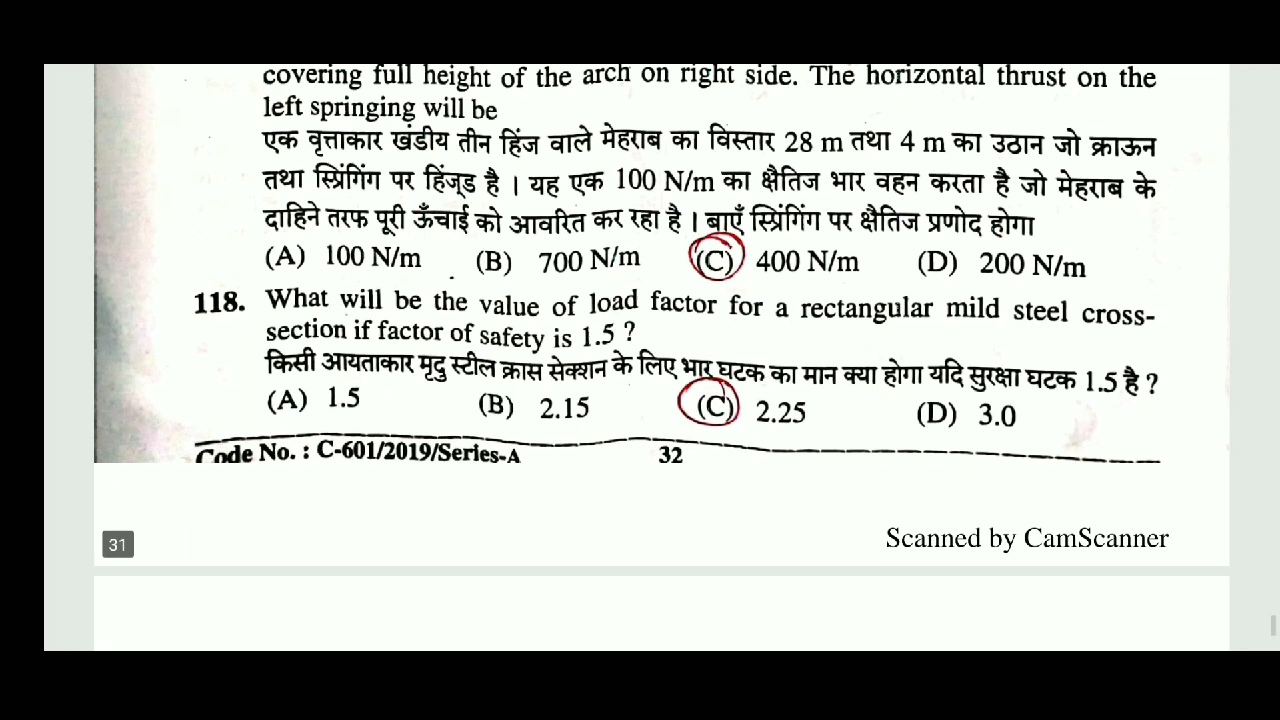 covering full height of the arch on right side. The horizontal thrust on the
left springing will be
एक वृत्ताकार खंडीय तीन हिंज वाले मेहराब का विस्तार 28 m तथा 4 m का उठान जो क्राऊन
तथा स्प्रिंगिंग पर हिंज्ड है । यह एक 100 N/m का क्षैतिज भार वहन करता है जो मेहराब के
दाहिने तरफ पूरी ऊँचाई को आवरित कर रहा है । बाएँ स्प्रिंगिंग पर क्षैतिज प्रणोद होगा
(A) 100 N/m (B) 700 N/m (C) 400 N/m (D) 200 N/m
118. What will be the value of load factor for a rectangular mild steel cross-
section if factor of safety is 1.5 ?
किसी आयताकार मृदु स्टील क्रास सेक्शन के लिए भार घटक का मान क्या होगा यदि सुरक्षा घटक 1.5 है ?
(A) 1.5 (B) 2.15 (C) 2.25 (D) 3.0
Code No. : C-601/2019/Series-A 32
31
Scanned by CamScanner